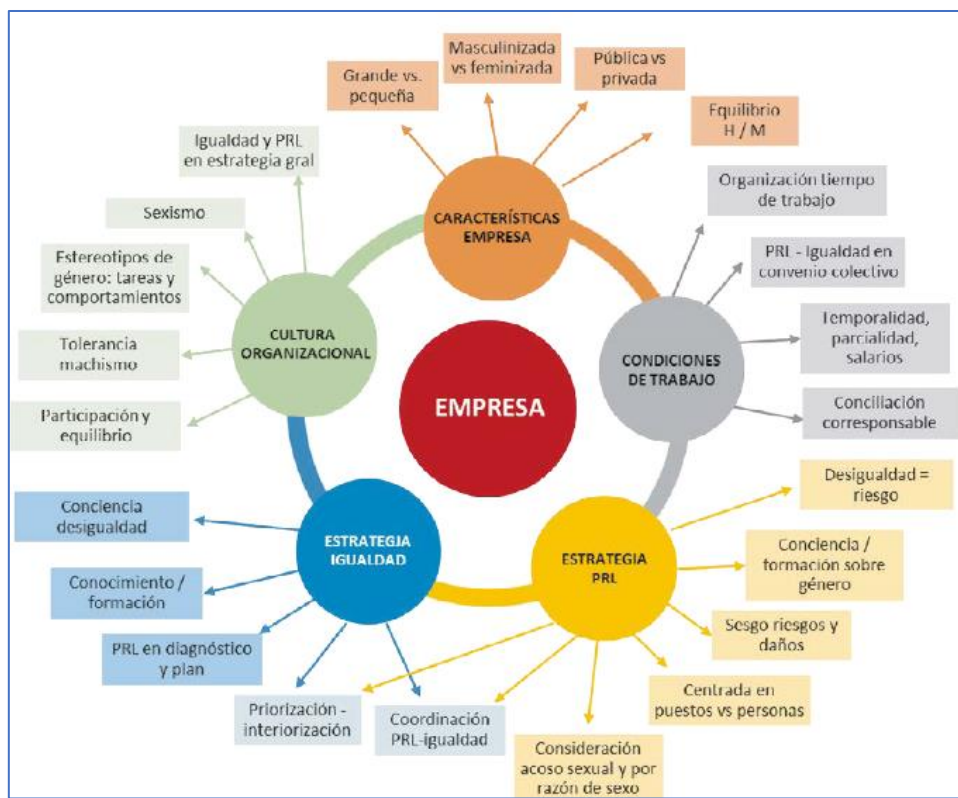 Masculinizada
vs feminizada
Pública vs
privada
Grande vs.
pequeña
Equilibrio
H / M
Igualdad y PRL
en estrategia gral
Organización tiempo
de trabajo
Sexismo
CARACTERÍSTICAS
EMPRESA
PRL - Igualdad en
convenio colectivo
Estereotipos de
género: tareas y
comportamientos
CULTURA
ORGANIZACIONAL
Temporalidad,
parcialidad,
salarios
Tolerancia
machismo
CONDICIONES
DE TRABAJO
EMPRESA
Participación y
equilibrio
Conciliación
corresponsable
Desigualdad =
riesgo
Conciencia
desigualdad
ESTRATEGIA
IGUALDAD
ESTRATEGIA
PRL
Conciencia /
formación sobre
género
Conocimiento /
formación
Sesgo riesgos y
daños
PRL en diagnóstico
y plan
Centrada en
puestos vs personas
Priorización -
interiorización
Coordinación
PRL-igualdad
Consideración
acoso sexual y por
razón de sexo